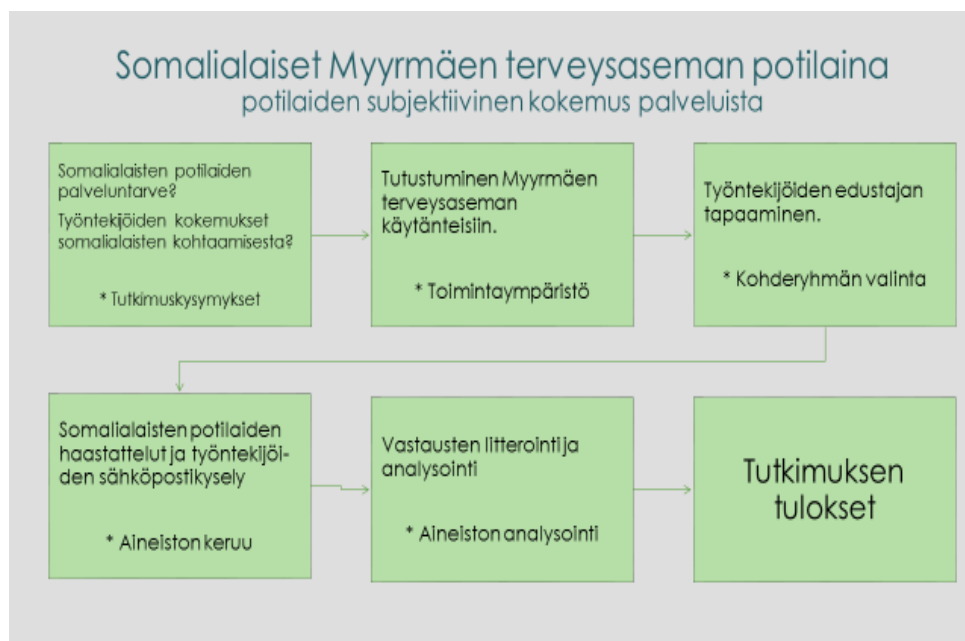 Somalialaiset Myyrmäen terveysaseman potilaina
potilaiden subjektiivinen kokemus palveluista
Somalialaisten potilaiden
palveluntarve?
Työntekijöiden kokemukset
somalialaisten kohtaamisesta?
* Tutkimuskysymykset
Tutustuminen Myyrmäen
terveysaseman
käytänteisiin.
* Toimintaympäristö
Työntekijöiden edustajan
tapaaminen.
* Kohderyhmän valinta
Somalialaisten potilaiden
haastattelut ja työntekijöi-
den sähköpostikysely
* Aineiston keruu
Vastausten litterointi ja
analysointi
* Aineiston analysointi
Tutkimuksen
tulokset